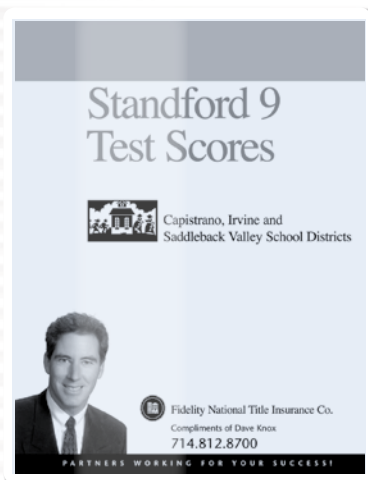 Standford 9
Test Scores
Capistrano, Irvine and
Saddleback Valley School Districts
Fidelity National Title Insurance Co.
Compliments of Dave Knox
714.812.8700
PARTNERS WORKING FOR YOUR SUCCESS!